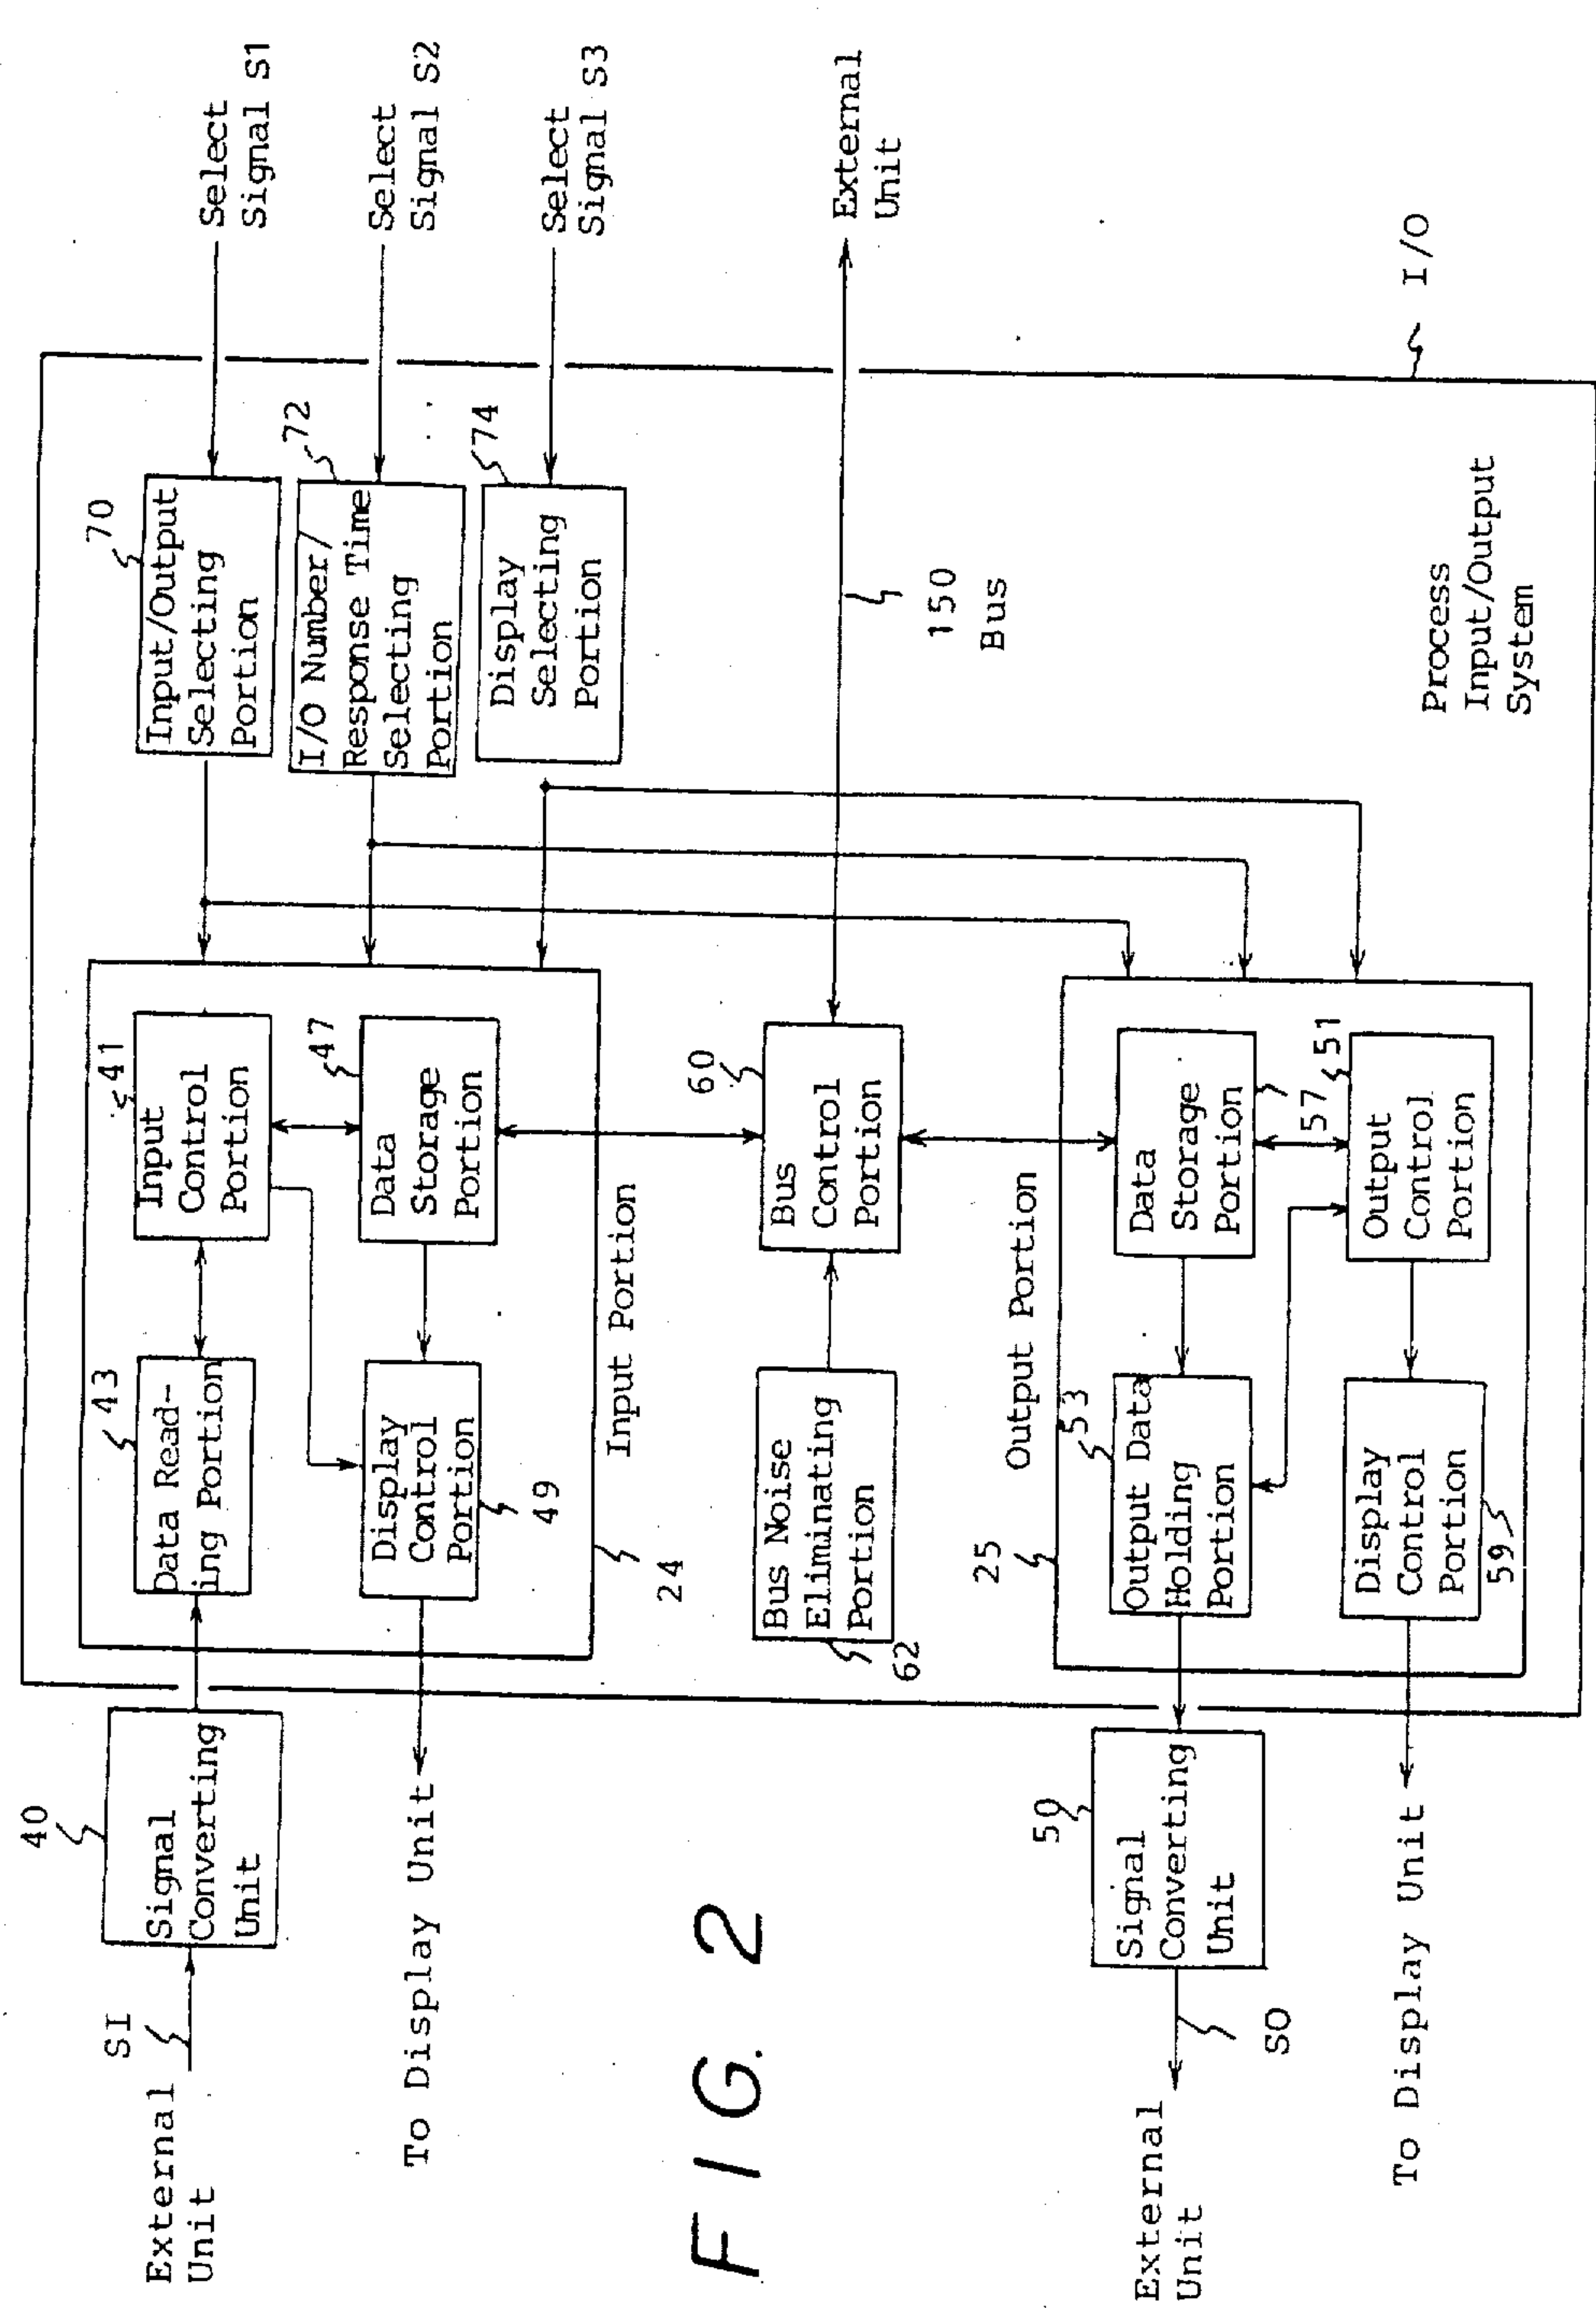 FIG. 2
External
Unit
SI
40
Signal
Converting
Unit
To Display Unit
43
Data Read-
ing Portion
41
Input
Control
Portion
47
Data
Storage
Portion
Display
Control
Portion
49
Input Portion
24
70
Input/Output
Selecting
Portion
72
I/O Number/
Response Time
Selecting
Portion
74
Display
Selecting
Portion
Select
Signal S1
Select
Signal S2
Select
Signal S3
External
Unit
150
Bus
60
Bus
Control
Portion
Bus Noise
Eliminating
Portion
62
Output Portion
25
53
Output Data
Holding
Portion
Data
Storage
Portion
57
51
Output
Control
Portion
Display
Control
Portion
59
50
Signal
Converting
Unit
SO
External
Unit
To Display Unit
Process
Input/Output
System
I/O